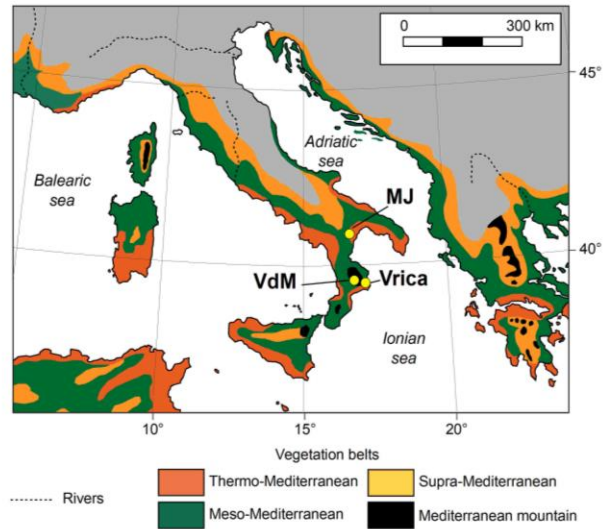 0 300 km
45°
Adriatic
sea
Balearic
sea
MJ
40°
VdM
Vrica
Ionian
sea
10° 15° 20°
Vegetation belts
Rivers
Thermo-Mediterranean
Supra-Mediterranean
Meso-Mediterranean
Mediterranean mountain